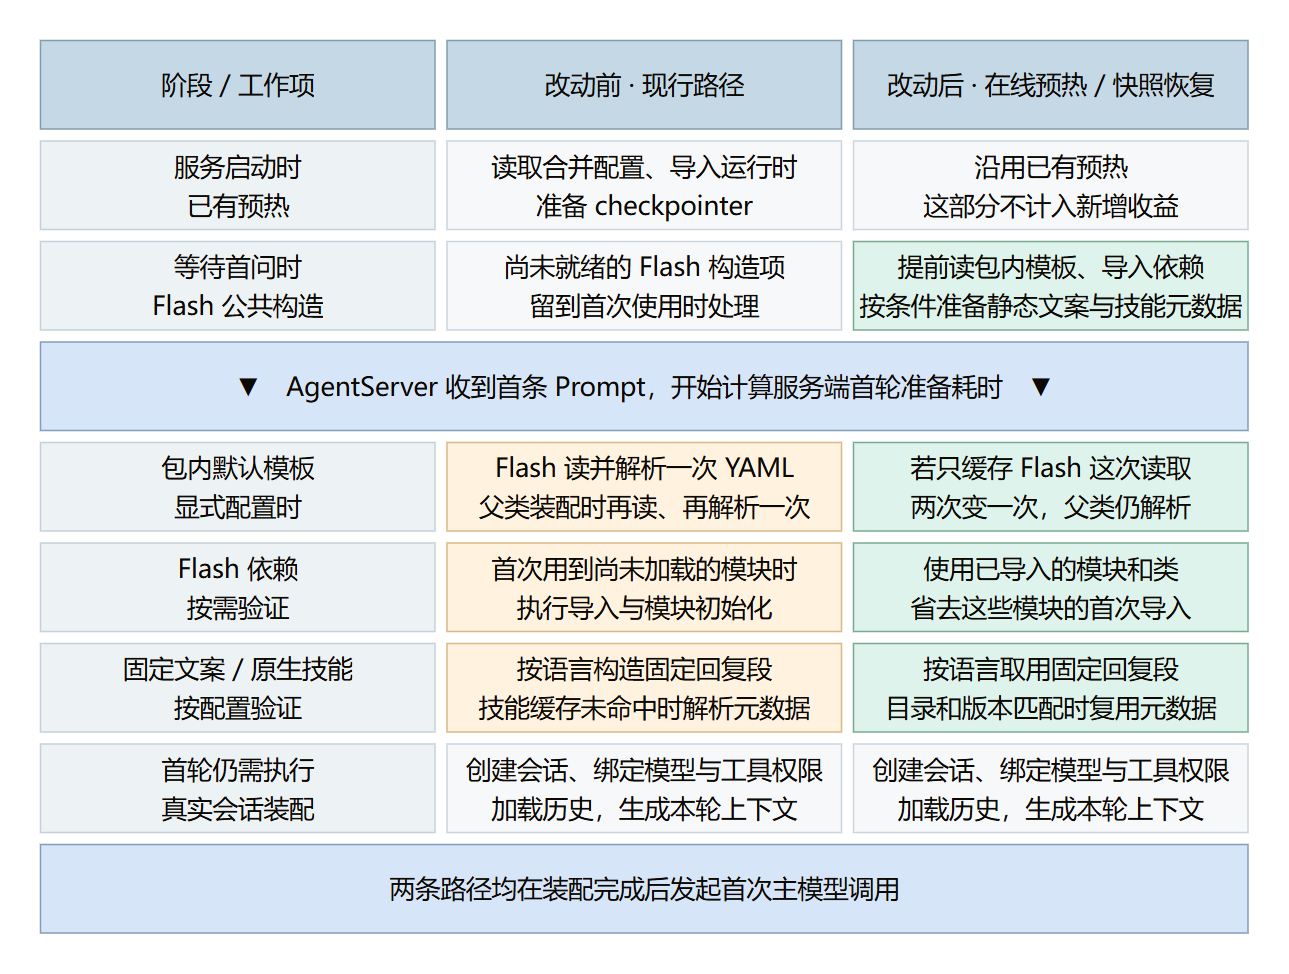 阶段 / 工作项
改动前 · 现行路径
改动后 · 在线预热 / 快照恢复
服务启动时
已有预热
读取合并配置、导入运行时
准备 checkpointer
沿用已有预热
这部分不计入新增收益
等待首问时
Flash 公共构造
尚未就绪的 Flash 构造项
留到首次使用时处理
提前读包内模板、导入依赖
按条件准备静态文案与技能元数据
▼ AgentServer 收到首条 Prompt，开始计算服务端首轮准备耗时 ▼
包内默认模板
显式配置时
Flash 读并解析一次 YAML
父类装配时再读、再解析一次
若只缓存 Flash 这次读取
两次变一次，父类仍解析
Flash 依赖
按需验证
首次用到尚未加载的模块时
执行导入与模块初始化
使用已导入的模块和类
省去这些模块的首次导入
固定文案 / 原生技能
按配置验证
按语言构造固定回复段
技能缓存未命中时解析元数据
按语言取用固定回复段
目录和版本匹配时复用元数据
首轮仍需执行
真实会话装配
创建会话、绑定模型与工具权限
加载历史，生成本轮上下文
创建会话、绑定模型与工具权限
加载历史，生成本轮上下文
两条路径均在装配完成后发起首次主模型调用